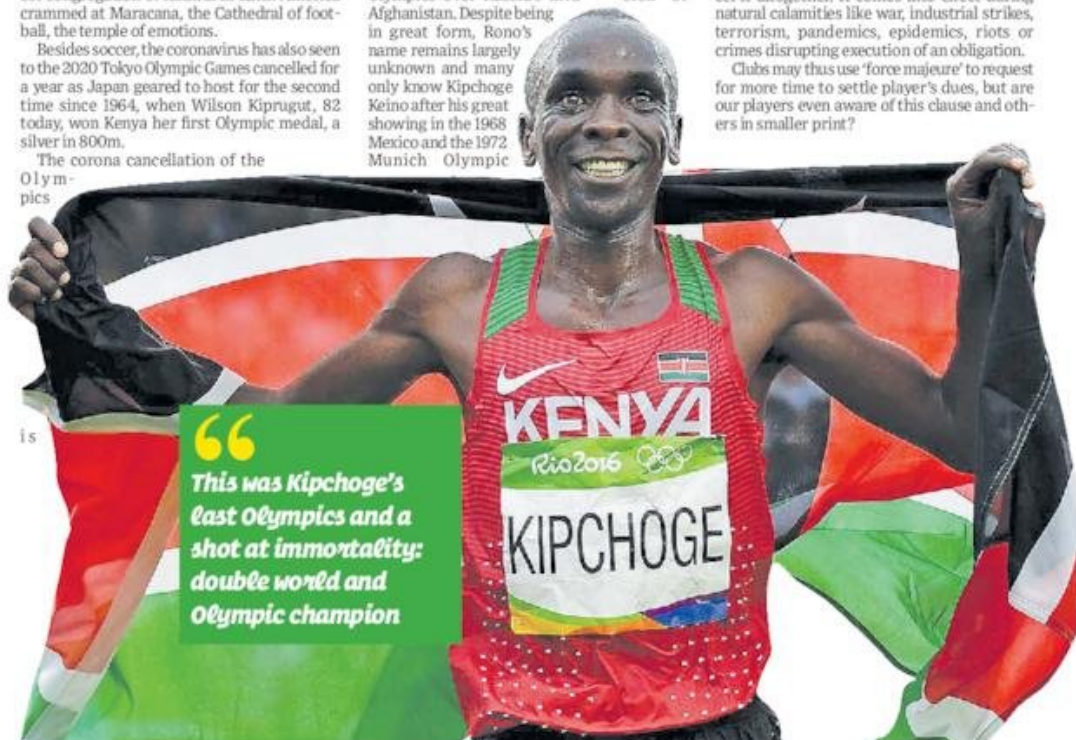 crammed at Maracana, the Cathedral of foot-
ball, the temple of emotions.
Besides soccer, the coronavirus has also seen
to the 2020 Tokyo Olympic Games cancelled for
a year as Japan geared to host for the second
time since 1964, when Wilson Kiprugut, 82
today, won Kenya her first Olympic medal, a
silver in 800m.
The corona cancellation of the
Olym-
pics
is
Afghanistan. Despite being
in great form, Rono's
name remains largely
unknown and many
only know Kipchoge
Keino after his great
showing in the 1968
Mexico and the 1972
Munich Olympic
natural calamities like war, industrial strikes,
terrorism, pandemics, epidemics, riots or
crimes disrupting execution of an obligation.
Clubs may thus use 'force majeure' to request
for more time to settle player's dues, but are
our players even aware of this clause and oth-
ers in smaller print?
KENYA
Rio2016
KIPCHOGE
“
This was Kipchoge's
last Olympics and a
shot at immortality:
double world and
Olympic champion